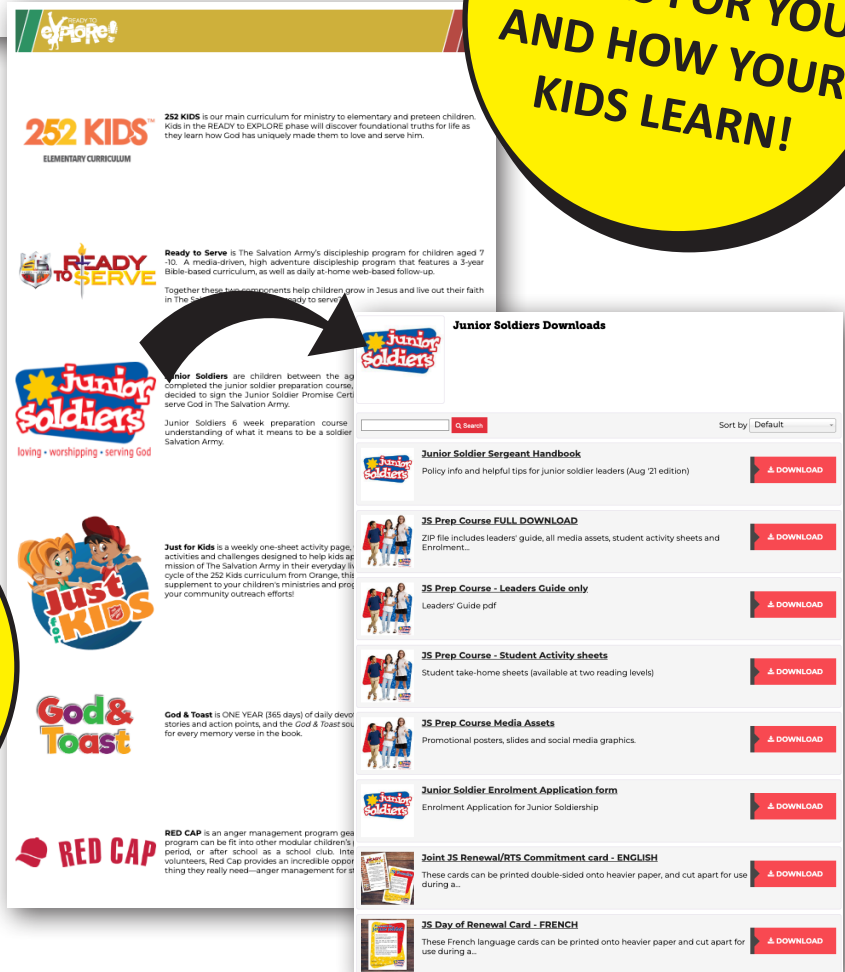 READY TO
eXPLORe!
FOR YOU
AND HOW YOUR
KIDS LEARN!
252 KIDS™
ELEMENTARY CURRICULUM
252 KIDS is our main curriculum for ministry to elementary and preteen children.
Kids in the READY to EXPLORE phase will discover foundational truths for life as
they learn how God has uniquely made them to love and serve him.
READY
TO SERVE
Ready to Serve is The Salvation Army's discipleship program for children aged 7
-10. A media-driven, high adventure discipleship program that features a 3-year
Bible-based curriculum, as well as daily at-home web-based follow-up.
Together these two components help children grow in Jesus and live out their faith
in The
ready to serve
junior
soldiers
loving • worshipping • serving God
Junior Soldiers are children between the
completed the junior soldier preparation course,
decided to sign the Junior Soldier Promise
serve God in The Salvation Army.
Junior Soldiers 6 week preparation course
understanding of what it means to be a soldier
Salvation Army.
Just
for KIDS
Just for Kids is a weekly one-sheet activity page,
activities and challenges designed to help kids
mission of The Salvation Army in their everyday
cycle of the 252 Kids curriculum from Orange, this
supplement to your children's ministries and
your community outreach efforts!
God&
Toast
God & Toast is ONE YEAR (365 days) of daily
stories and action points, and the God & Toast
for every memory verse in the book.
RED CAP
RED CAP is an anger management program
program can be fit into other modular children's
period, or after school as a school club.
volunteers, Red Cap provides an incredible
thing they really need—anger management for
junior
soldiers
Junior Soldiers Downloads
Search
Sort by Default
junior
soldiers
Junior Soldier Sergeant Handbook
Policy info and helpful tips for junior soldier leaders (Aug '21 edition)
DOWNLOAD
JS Prep Course FULL DOWNLOAD
ZIP file includes leaders' guide, all media assets, student activity sheets and
Enrolment...
DOWNLOAD
JS Prep Course - Leaders Guide only
Leaders' Guide pdf
DOWNLOAD
JS Prep Course - Student Activity sheets
Student take-home sheets (available at two reading levels)
DOWNLOAD
JS Prep Course Media Assets
Promotional posters, slides and social media graphics.
DOWNLOAD
junior
soldiers
Junior Soldier Enrolment Application form
Enrolment Application for Junior Soldiership
DOWNLOAD
Joint JS Renewal/RTS Commitment card - ENGLISH
These cards can be printed double-sided onto heavier paper, and cut apart for use
during a...
DOWNLOAD
JS Day of Renewal Card - FRENCH
These French language cards can be printed onto heavier paper and cut apart for
use during a...
DOWNLOAD